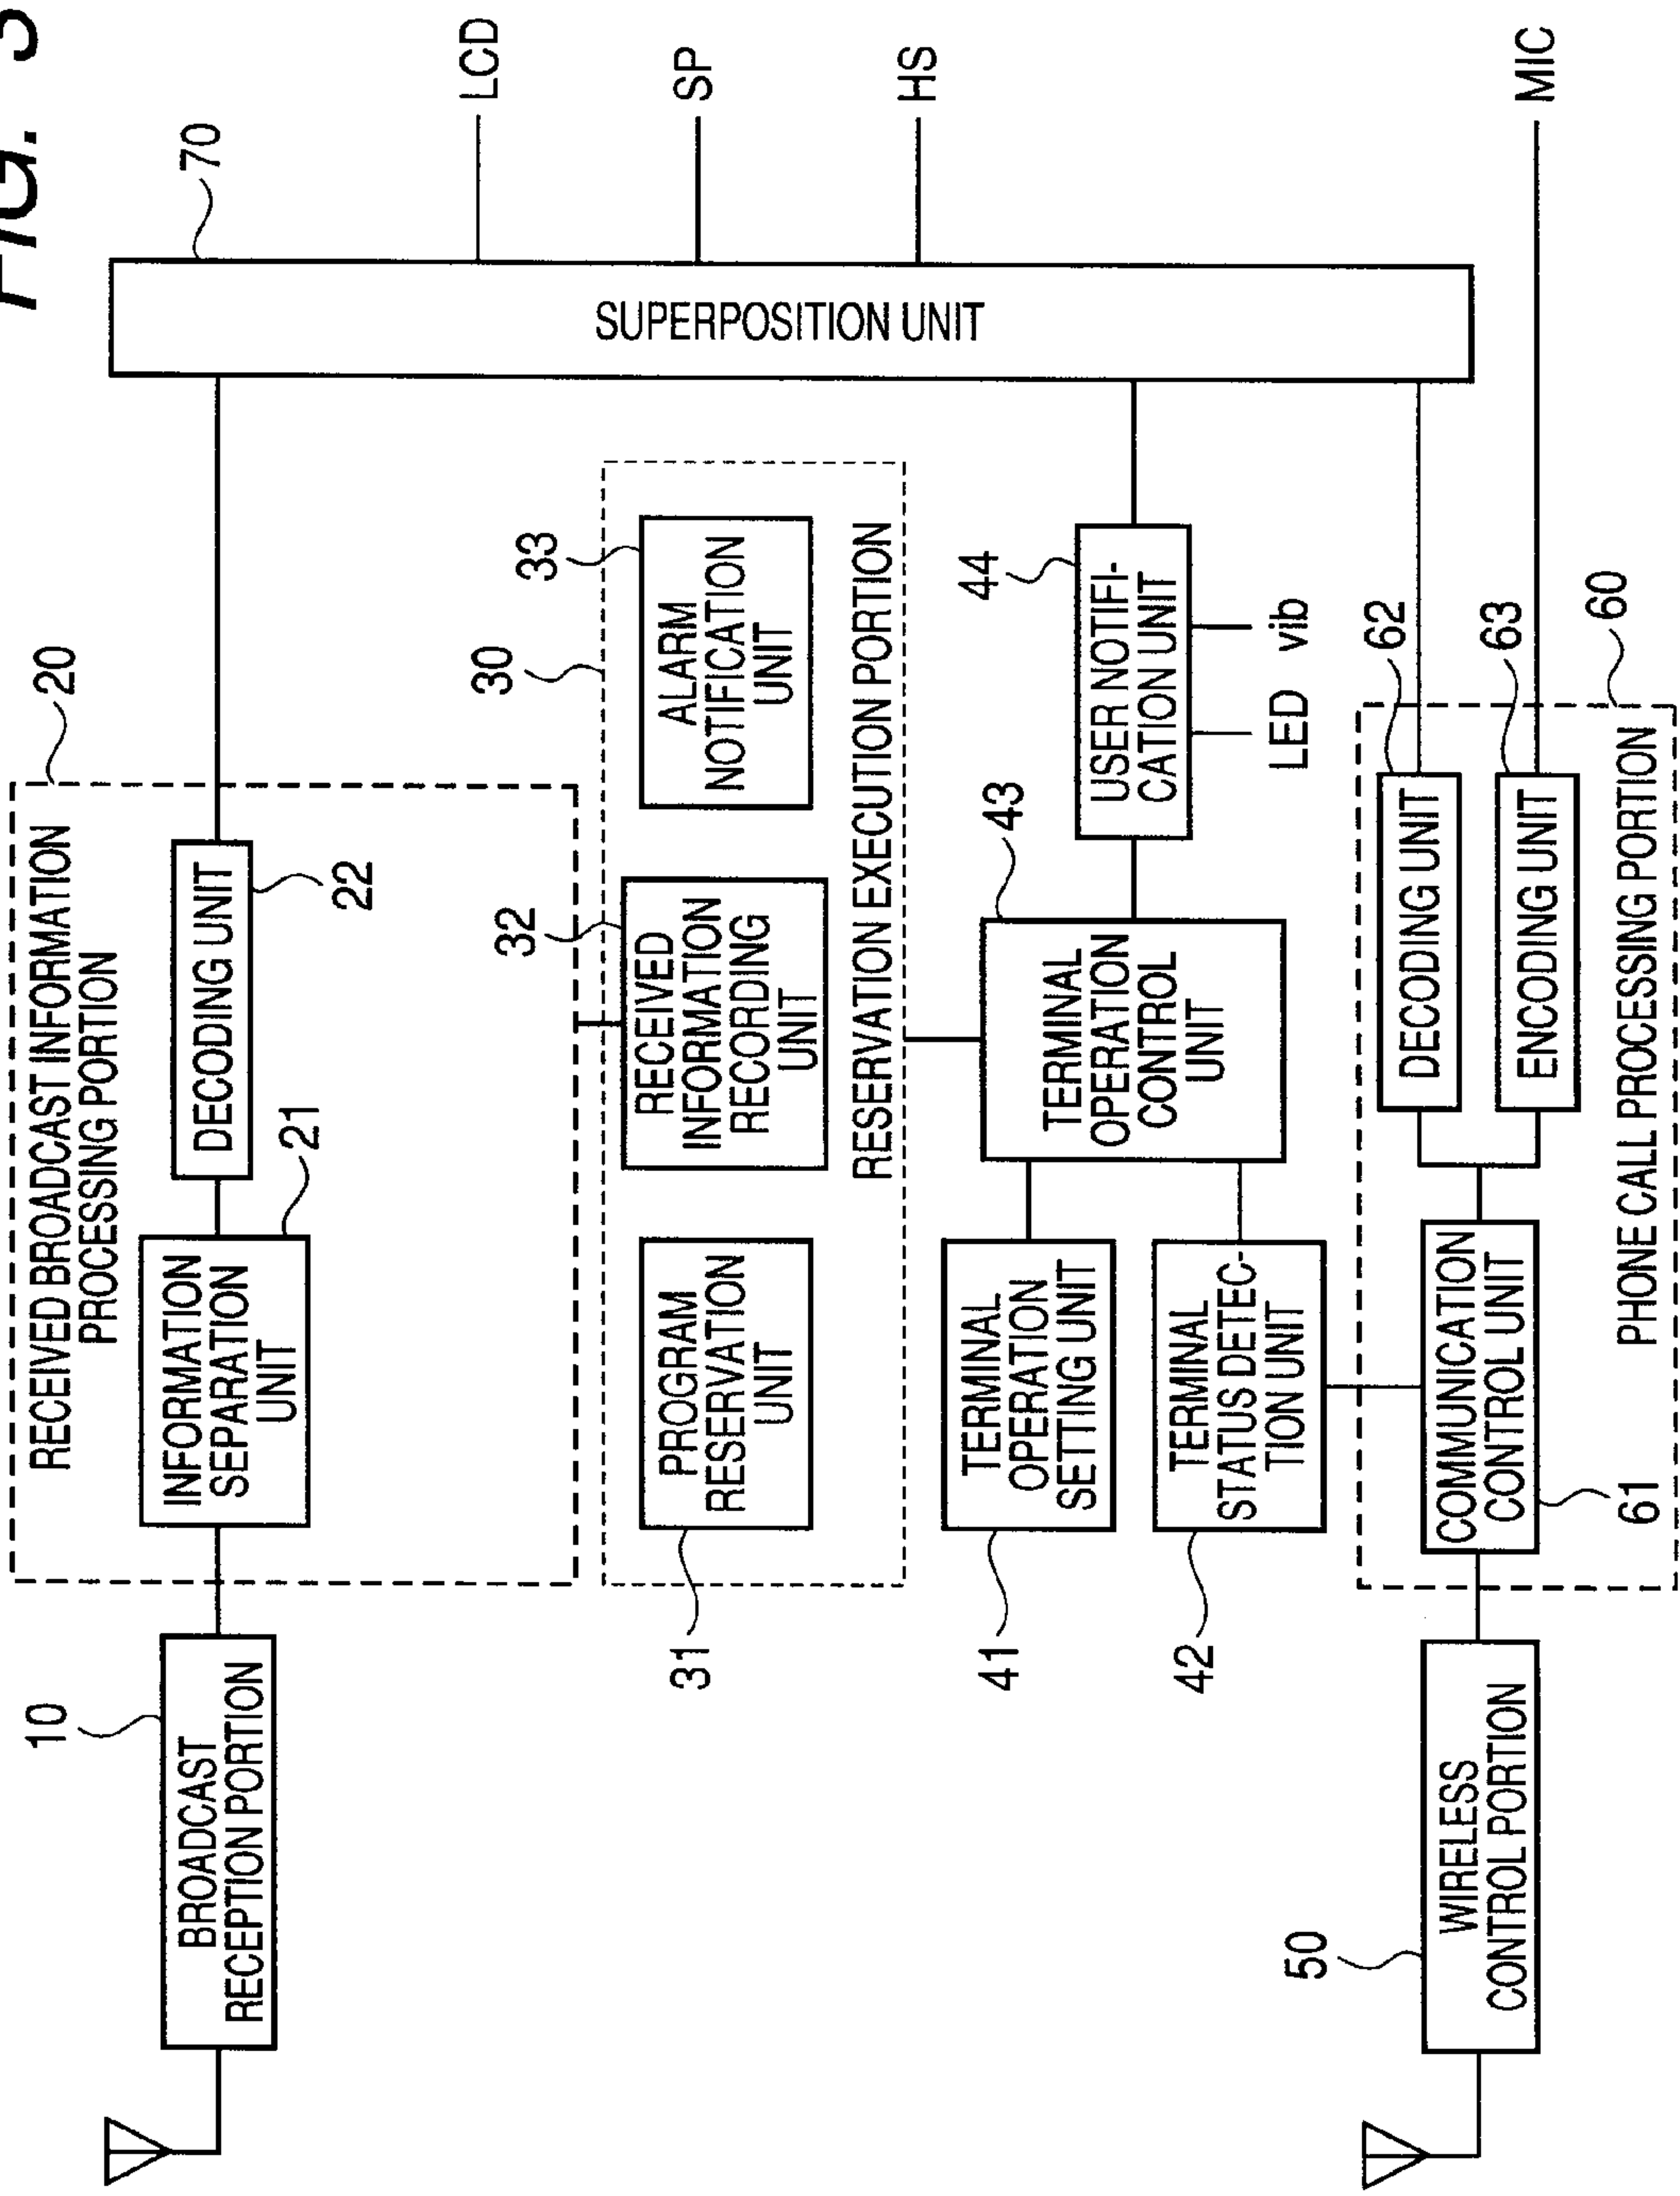 FIG. 3
10
BROADCAST
RECEPTION PORTION
20
RECEIVED BROADCAST INFORMATION
PROCESSING PORTION
INFORMATION
SEPARATION
UNIT
21
DECODING UNIT
22
70
SUPERPOSITION UNIT
LCD
SP
HS
MIC
30
31
PROGRAM
RESERVATION
UNIT
32
RECEIVED
INFORMATION
RECORDING
UNIT
33
ALARM
NOTIFICATION
UNIT
RESERVATION EXECUTION PORTION
41
TERMINAL
OPERATION
SETTING UNIT
42
TERMINAL
STATUS DETEC-
TION UNIT
43
TERMINAL
OPERATION
CONTROL
UNIT
44
USER NOTIFI-
CATION UNIT
LED
vib
50
WIRELESS
CONTROL PORTION
60
61
COMMUNICATION
CONTROL UNIT
62
DECODING UNIT
63
ENCODING UNIT
PHONE CALL PROCESSING PORTION